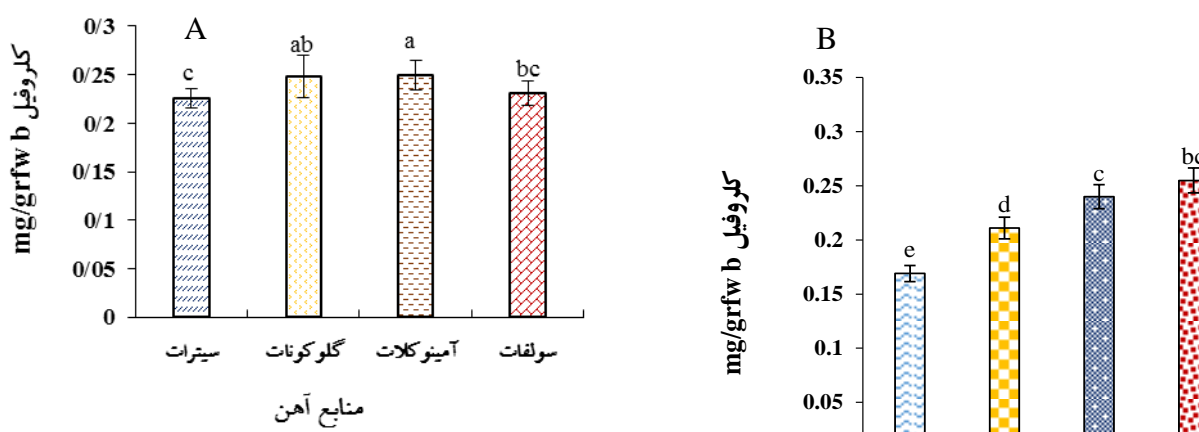 A
0/3
0/25
0/2
0/15
0/1
0/05
0
کلروفیل mg/grfw b
c
ab
a
bc
سیترات
گلوکونات
آمینوکلات
سولفات
منابع آهن
B
0.35
0.3
0.25
0.2
0.15
0.1
0.05
کلروفیل mg/grfw b
e
d
c
bc